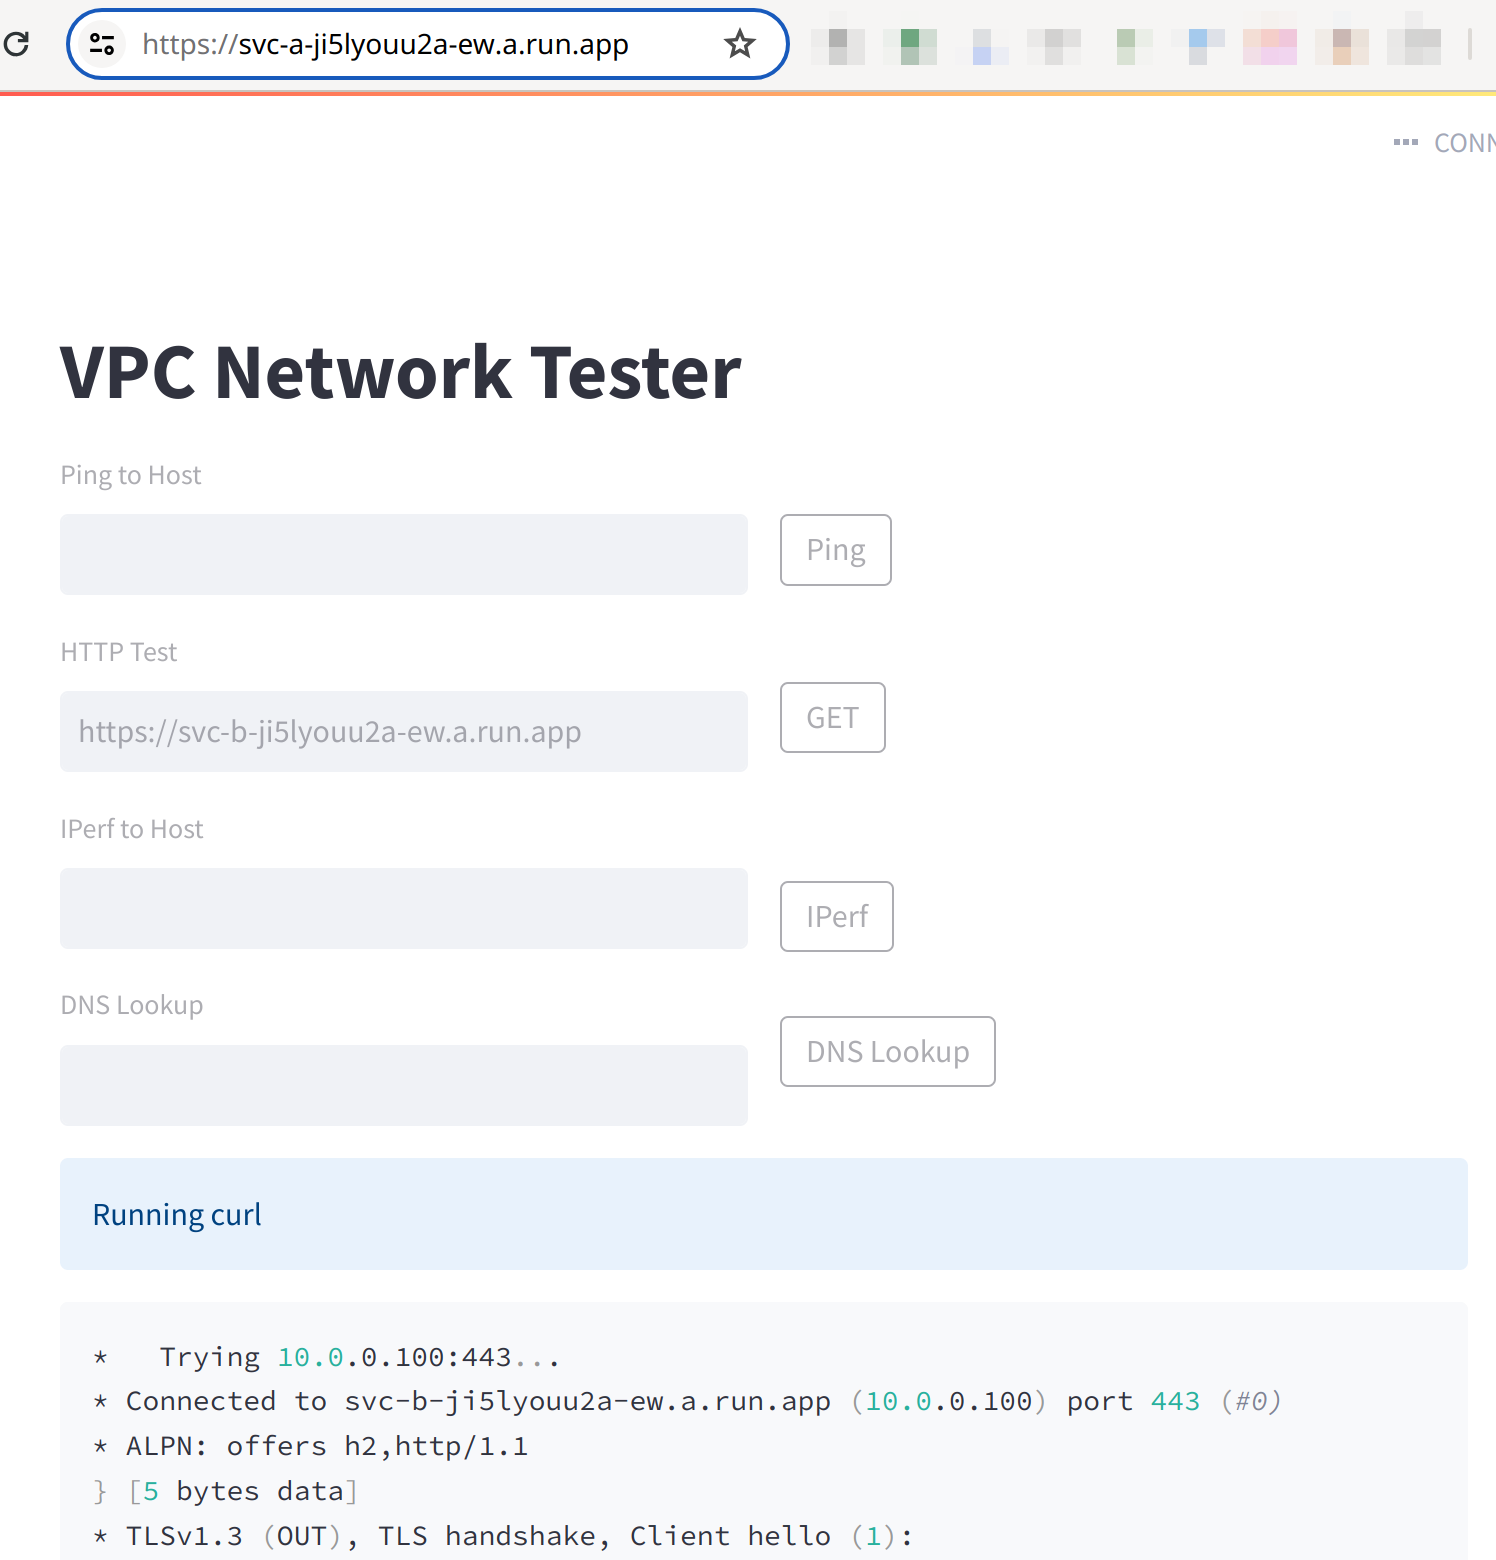 https://svc-a-ji5lyouu2a-ew.a.run.app
CONN
VPC Network Tester
Ping to Host
Ping
HTTP Test
https://svc-b-ji5lyouu2a-ew.a.run.app
GET
IPerf to Host
IPerf
DNS Lookup
DNS Lookup
Running curl
*   Trying 10.0.0.100:443...
* Connected to svc-b-ji5lyouu2a-ew.a.run.app (10.0.0.100) port 443 (#0)
* ALPN: offers h2,http/1.1
} [5 bytes data]
* TLSv1.3 (OUT), TLS handshake, Client hello (1):